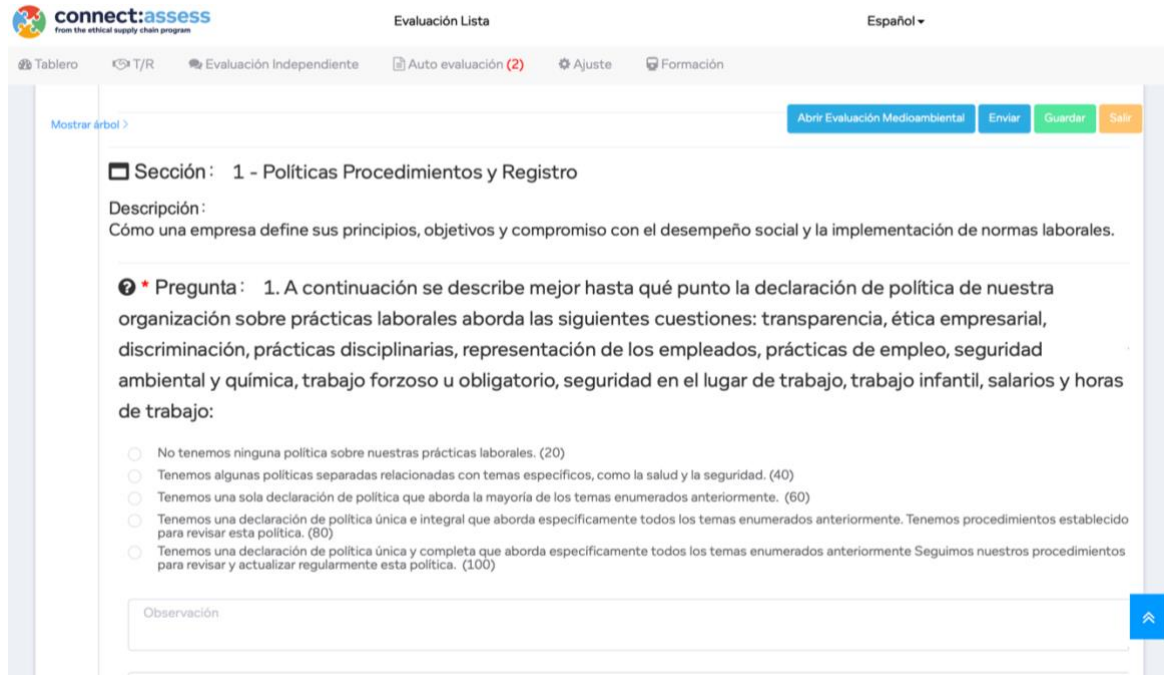 connect:assess
from the ethical supply chain program
Evaluación Lista
Español
Tablero
T/R
Evaluación Independiente
Auto evaluación (2)
Ajuste
Formación
Mostrar árbol >
Abrir Evaluación Medioambiental
Enviar
Guardar
Salir
Sección: 1 - Políticas Procedimientos y Registro
Descripción:
Cómo una empresa define sus principios, objetivos y compromiso con el desempeño social y la implementación de normas laborales.
* Pregunta: 1. A continuación se describe mejor hasta qué punto la declaración de política de nuestra
organización sobre prácticas laborales aborda las siguientes cuestiones: transparencia, ética empresarial,
discriminación, prácticas disciplinarias, representación de los empleados, prácticas de empleo, seguridad
ambiental y química, trabajo forzoso u obligatorio, seguridad en el lugar de trabajo, trabajo infantil, salarios y horas
de trabajo:
No tenemos ninguna política sobre nuestras prácticas laborales. (20)
Tenemos algunas políticas separadas relacionadas con temas específicos, como la salud y la seguridad. (40)
Tenemos una sola declaración de política que aborda la mayoría de los temas enumerados anteriormente. (60)
Tenemos una declaración de política única e integral que aborda específicamente todos los temas enumerados anteriormente. Tenemos procedimientos establecido
para revisar esta política. (80)
Tenemos una declaración de política única y completa que aborda específicamente todos los temas enumerados anteriormente Seguimos nuestros procedimientos
para revisar y actualizar regularmente esta política. (100)
Observación